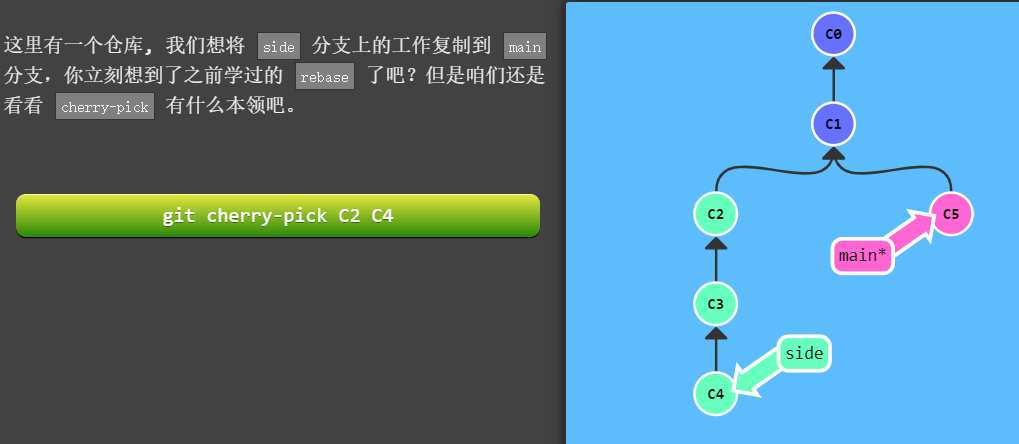 这里有一个仓库, 我们想将 side 分支上的工作复制到 main
分支，你立刻想到了之前学过的 rebase 了吧？但是咱们还是
看看 cherry-pick 有什么本领吧。
git cherry-pick C2 C4
C0
C1
C2
C5
main*
C3
side
C4